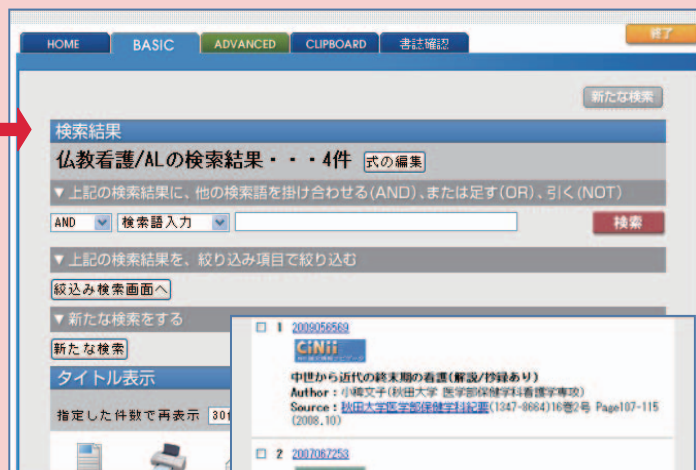 HOME BASIC ADVANCED CLIPBOARD 書誌確認 終了
新たな検索
検索結果
仏教看護/ALの検索結果・・・4件 式の編集
▼上記の検索結果に、他の検索語を掛け合わせる(AND)、または足す(OR)、引く(NOT)
AND 検索語入力 検索
▼上記の検索結果を、絞り込み項目で絞り込む
絞込み検索画面へ
▼新たな検索をする
新たな検索
タイトル表示
指定した件数で再表示
1 2009056569
CiNii
中世から近代の終末期の看護(解説/抄録あり)
Author:小稗文子(秋田大学 医学部保健学科看護学専攻)
Source:秋田大学医学部保健学科紀要(1347-8664)16巻2号 Page107-115
(2008.10)
2 2007067253